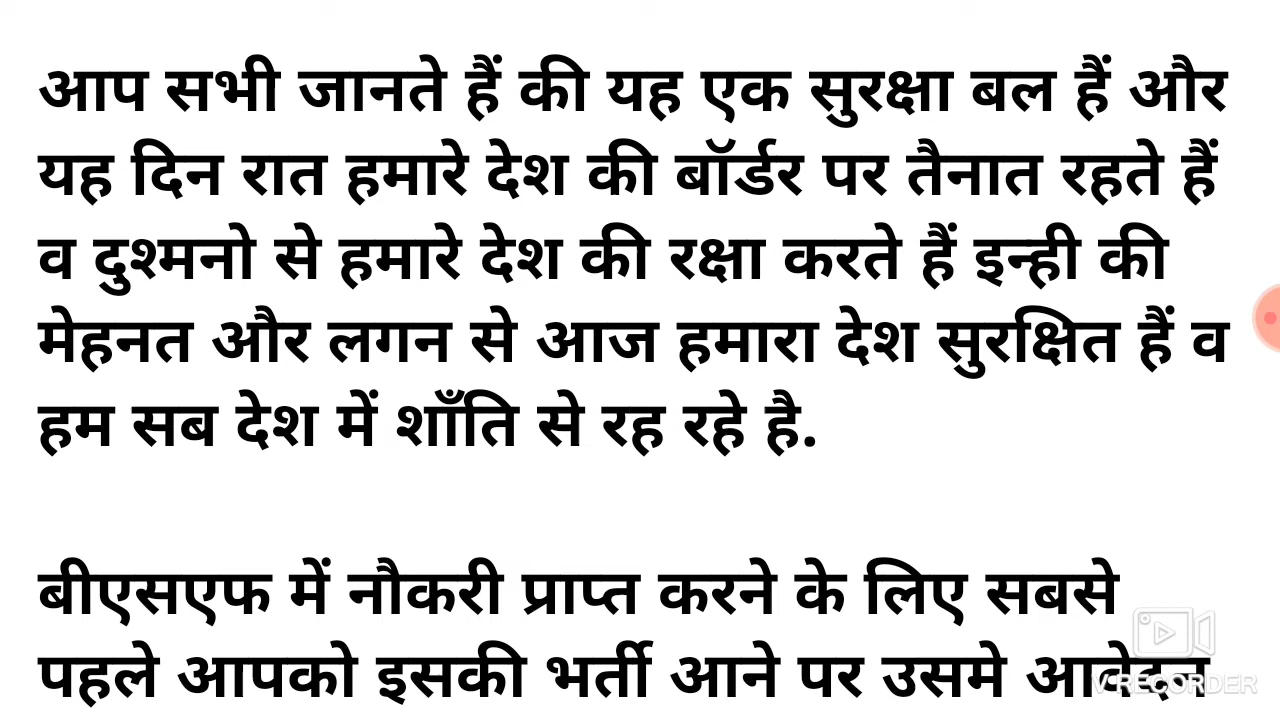 आप सभी जानते हैं की यह एक सुरक्षा बल हैं और
यह दिन रात हमारे देश की बॉर्डर पर तैनात रहते हैं
व दुश्मनो से हमारे देश की रक्षा करते हैं इन्ही की
मेहनत और लगन से आज हमारा देश सुरक्षित हैं व
हम सब देश में शाँति से रह रहे है.
बीएसएफ में नौकरी प्राप्त करने के लिए सबसे
पहले आपको इसकी भर्ती आने पर उसमे आवेदन
V RECORDER